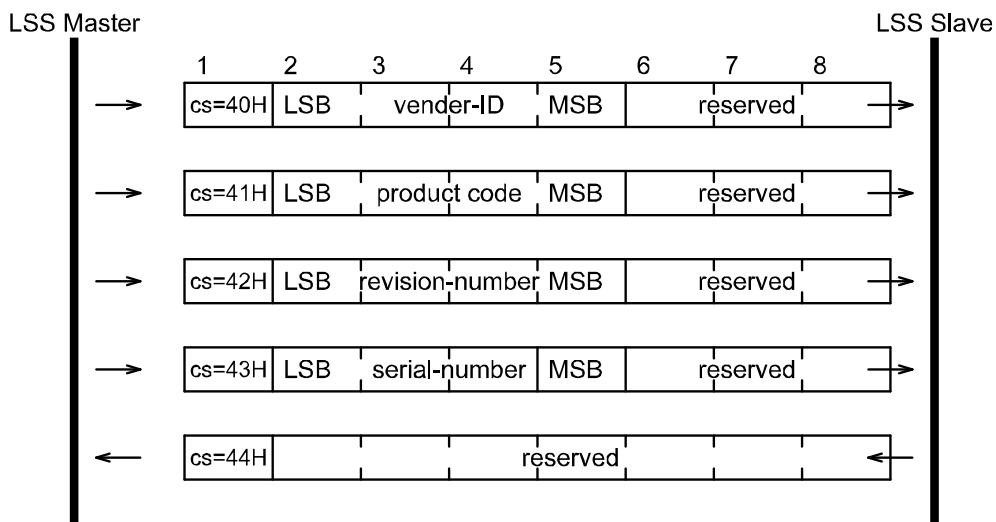 LSS Master LSS Slave
1 2 3 4 5 6 7 8
cs=40H LSB vender-ID MSB reserved
cs=41H LSB product code MSB reserved
cs=42H LSB revision-number MSB reserved
cs=43H LSB serial-number MSB reserved
cs=44H reserved